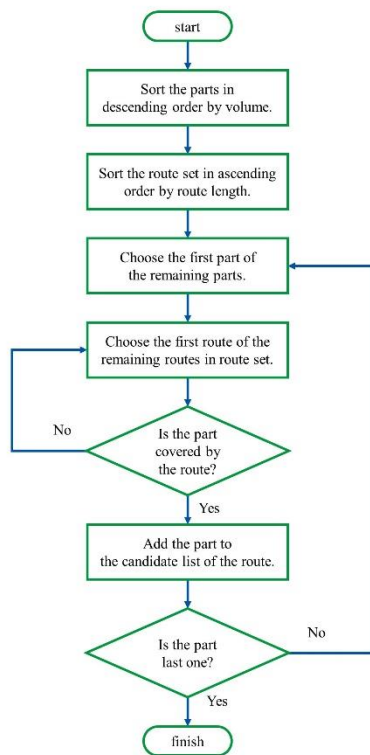 start
Sort the parts in
descending order by volume.
Sort the route set in ascending
order by route length.
Choose the first part of
the remaining parts.
Choose the first route of the
remaining routes in route set.
No
Is the part
covered by
the route?
Yes
Add the part to
the candidate list of the route.
Is the part
last one?
No
Yes
finish